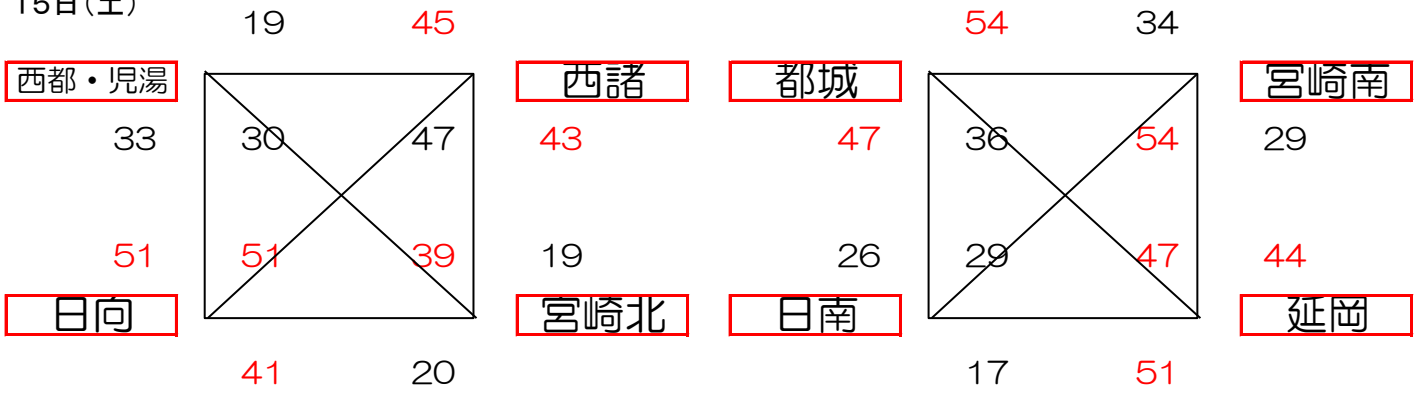 15日(土)
19 45 54 34
西都・児湯 西諸 都城 宮崎南
33 30 47 43 47 36 54 29
51 51 39 19 26 29 47 44
日向 宮崎北 日南 延岡
41 20 17 51